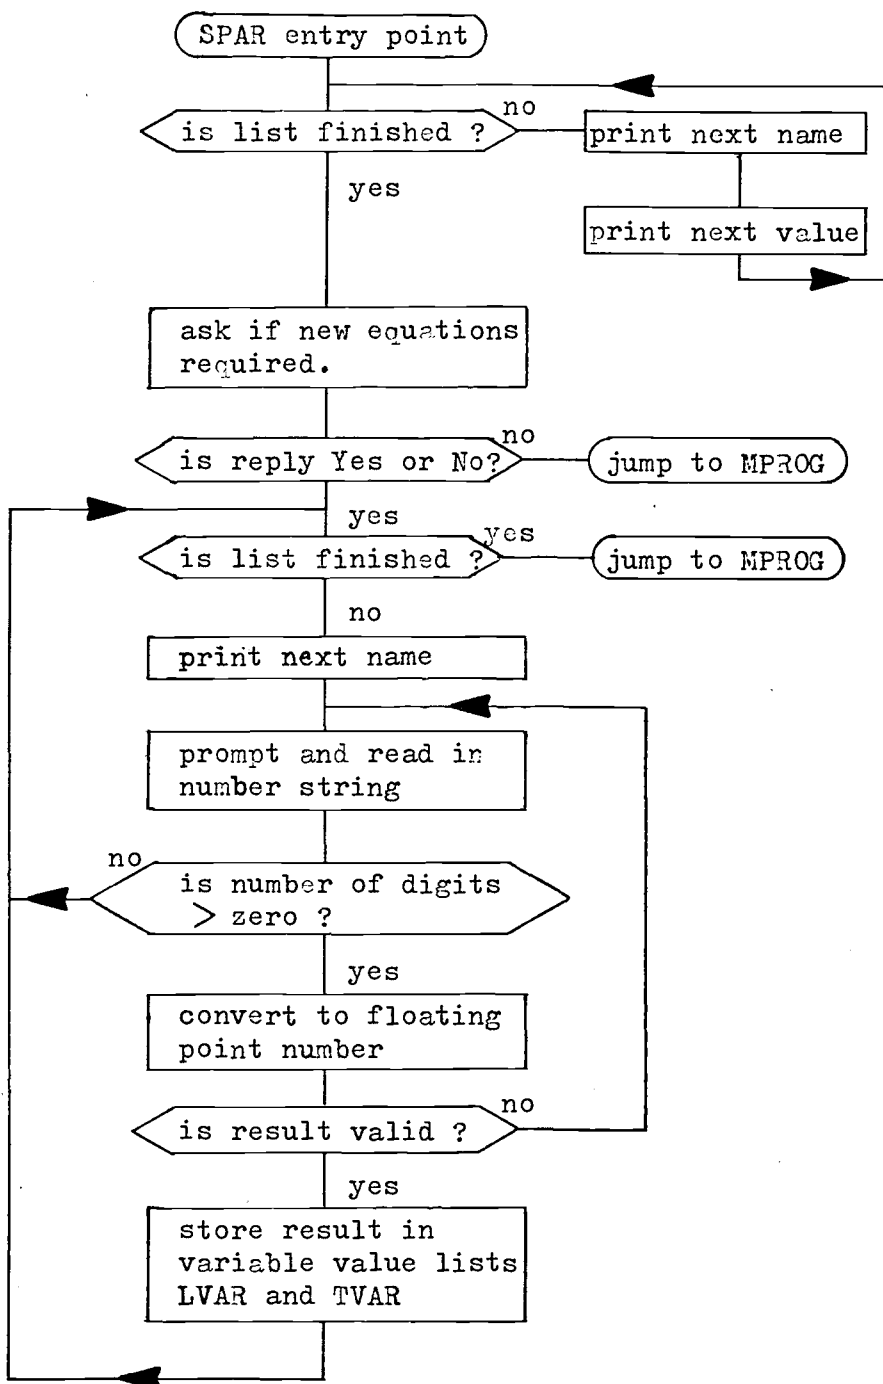 SPAR entry point
no
is list finished ?
print next name
yes
print next value
ask if new equations
required.
no
is reply Yes or No?
jump to MPROG
yes
yes
is list finished ?
jump to MPROG
no
print next name
prompt and read in
number string
no
is number of digits
> zero ?
yes
convert to floating
point number
no
is result valid ?
yes
store result in
variable value lists
LVAR and TVAR